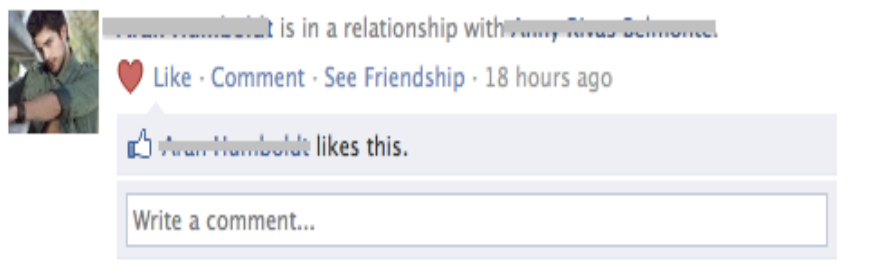 is in a relationship with
Like · Comment · See Friendship · 18 hours ago
likes this.
Write a comment...